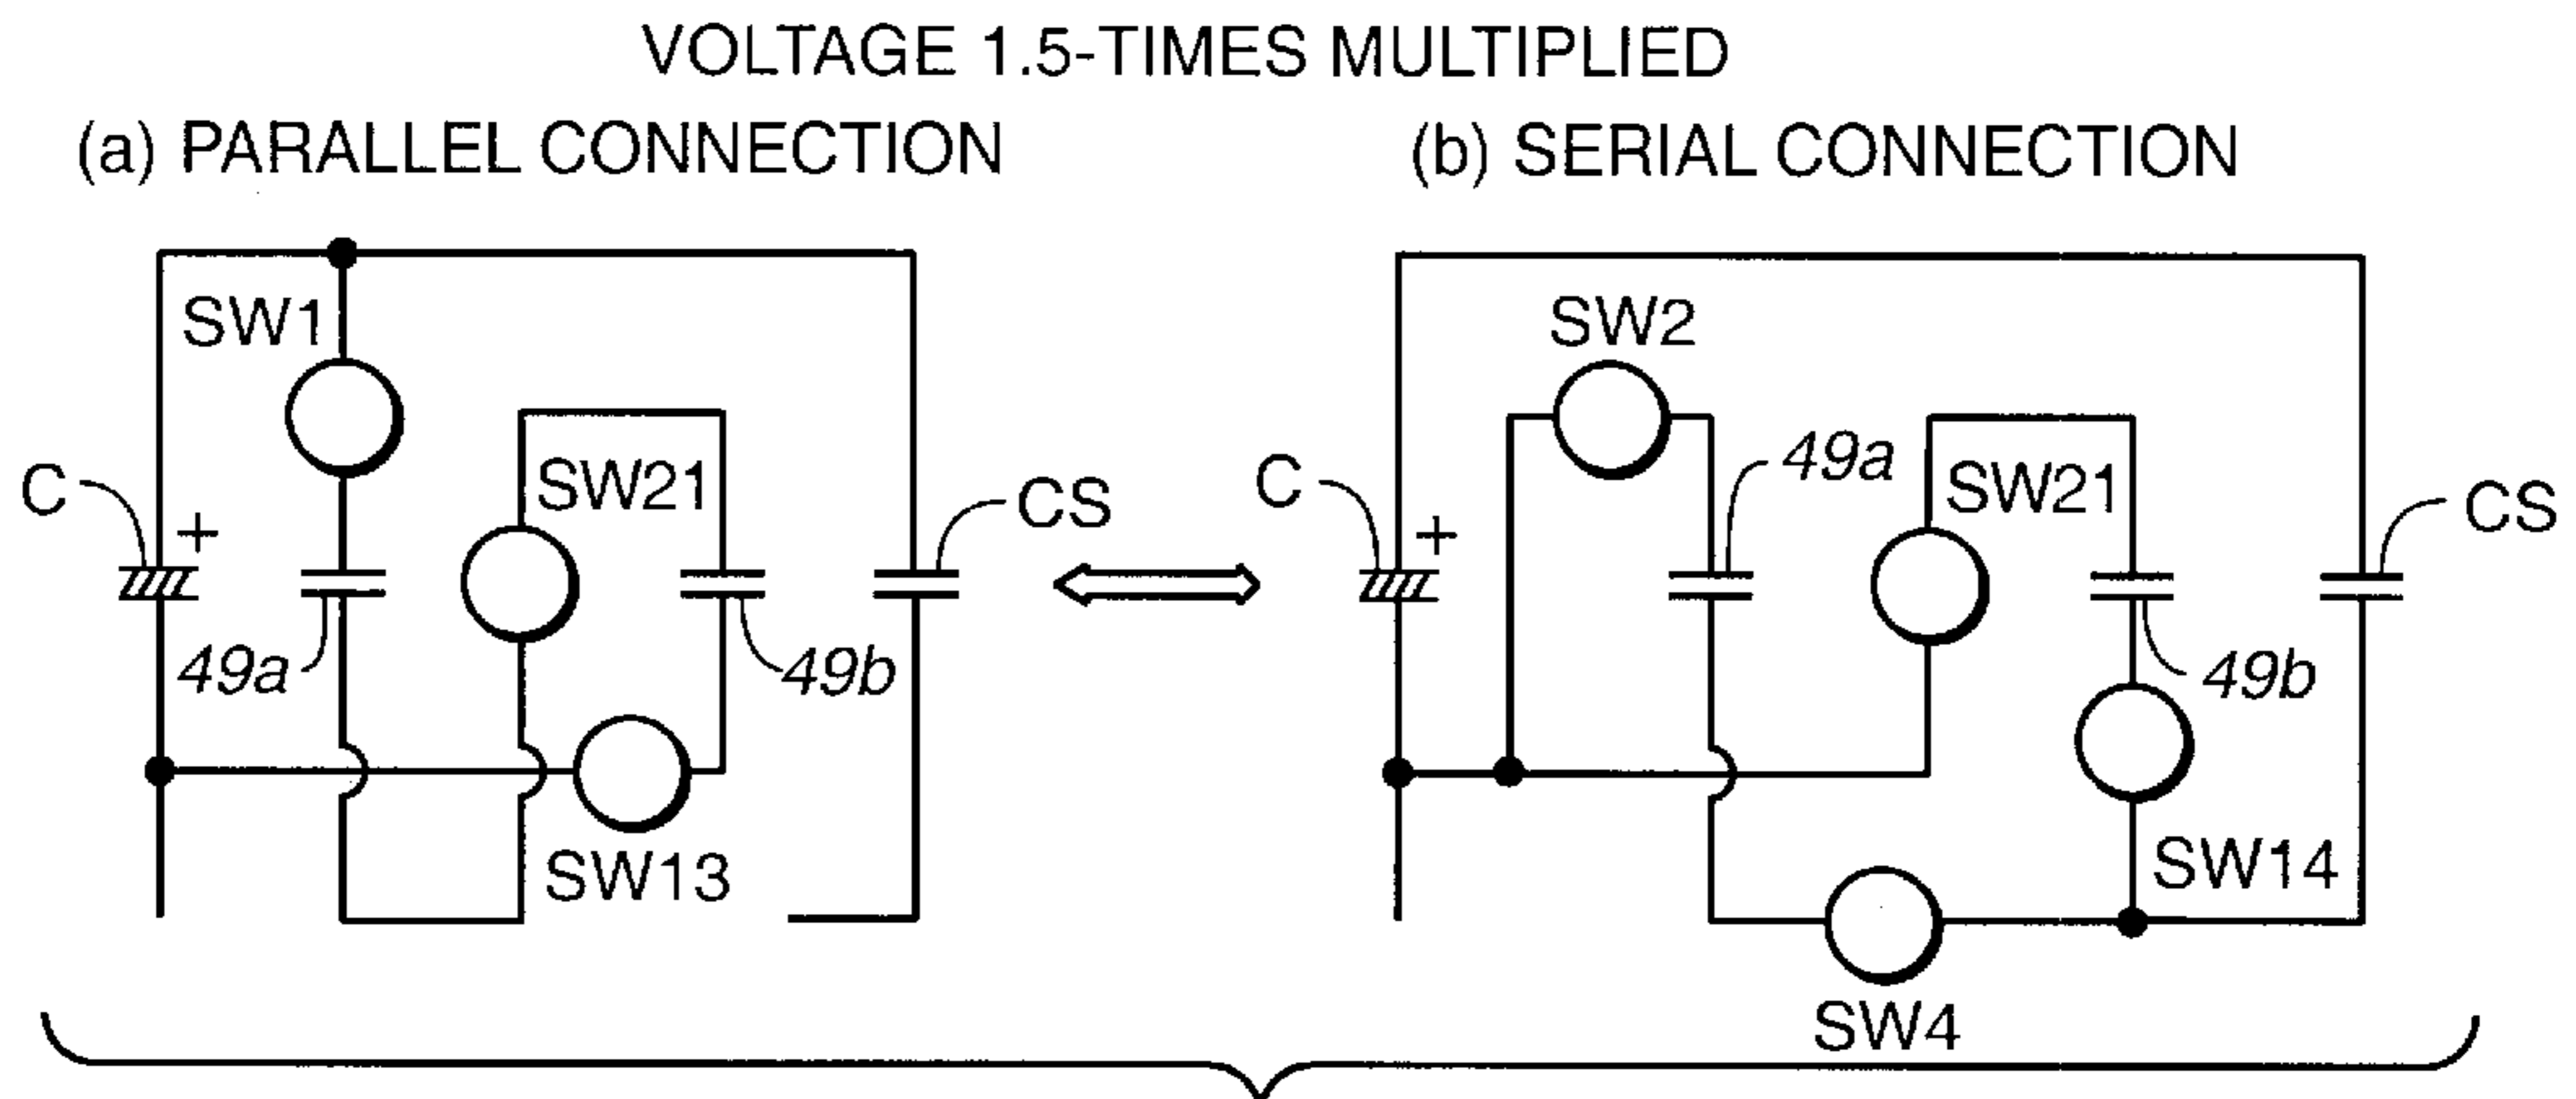 VOLTAGE 1.5-TIMES MULTIPLIED
(a) PARALLEL CONNECTION
(b) SERIAL CONNECTION
SW1
SW21
C
+
CS
49a
49b
SW13
SW2
49a
C
+
SW21
CS
49b
SW14
SW4